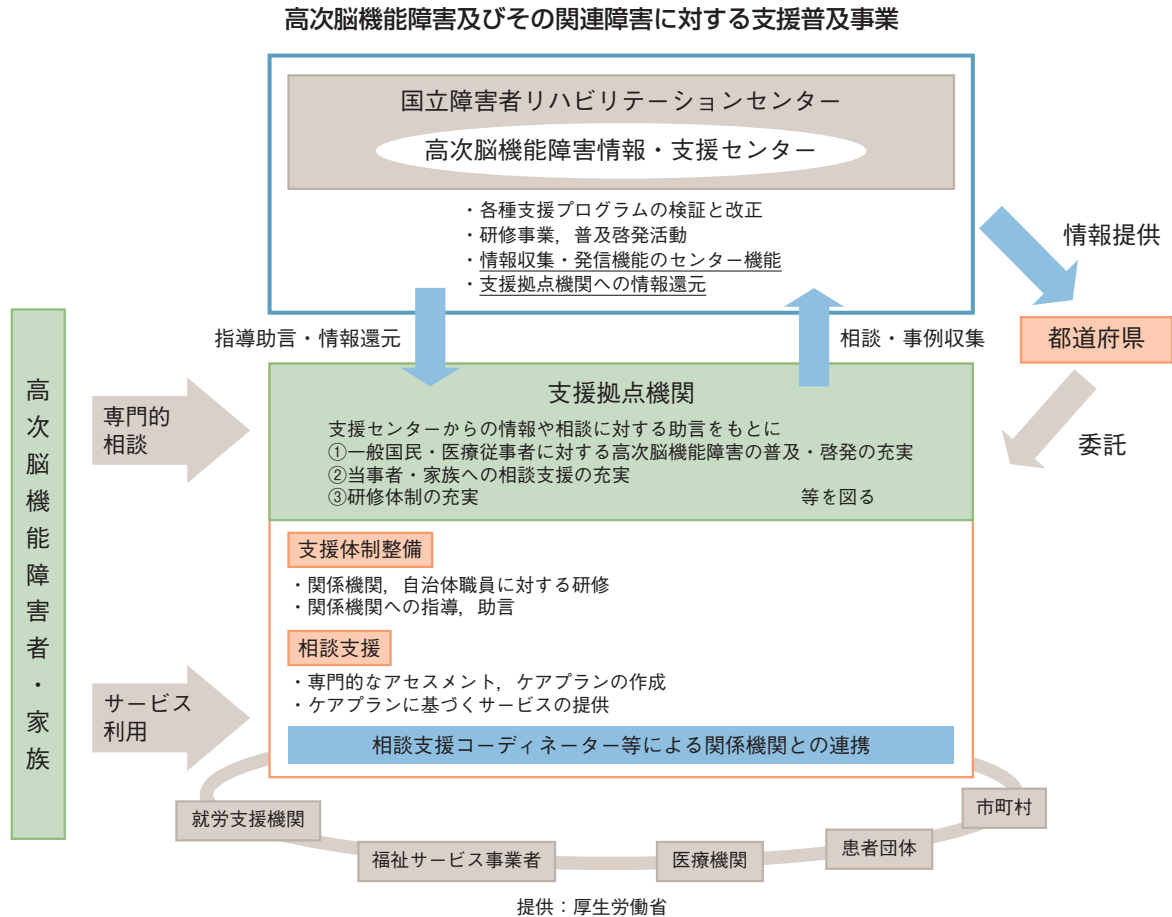 高次脳機能障害及びその関連障害に対する支援普及事業
国立障害者リハビリテーションセンター
高次脳機能障害情報・支援センター
・各種支援プログラムの検証と改正
・研修事業，普及啓発活動
・情報収集・発信機能のセンター機能
・支援拠点機関への情報還元
情報提供
指導助言・情報還元
相談・事例収集
都道府県
委託
高次脳機能障害者・家族
専門的
相談
支援拠点機関
支援センターからの情報や相談に対する助言をもとに
①一般国民・医療従事者に対する高次脳機能障害の普及・啓発の充実
②当事者・家族への相談支援の充実
③研修体制の充実 等を図る
支援体制整備
・関係機関，自治体職員に対する研修
・関係機関への指導，助言
相談支援
・専門的なアセスメント，ケアプランの作成
・ケアプランに基づくサービスの提供
サービス
利用
相談支援コーディネーター等による関係機関との連携
就労支援機関
福祉サービス事業者
医療機関
患者団体
市町村
提供：厚生労働省